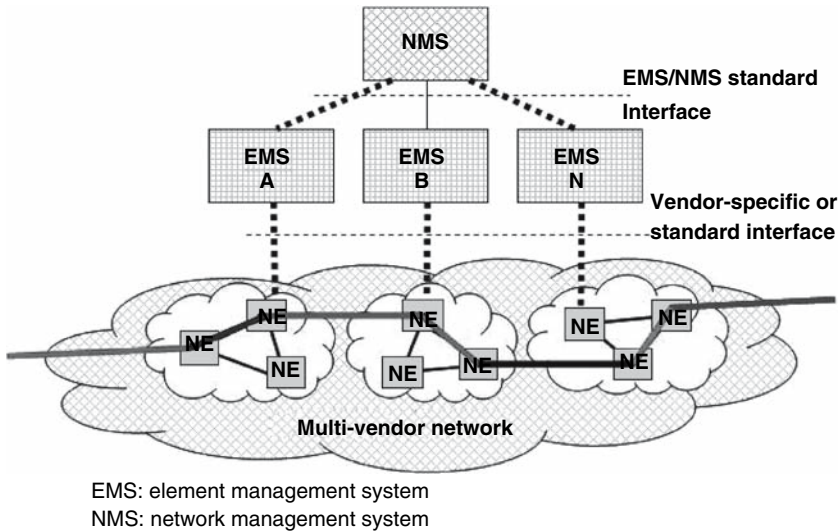 NMS
EMS/NMS standard
Interface
EMS
A
EMS
B
EMS
N
Vendor-specific or
standard interface
NE
NE
NE
NE
NE
NE
NE
NE
NE
Multi-vendor network
EMS: element management system
NMS: network management system